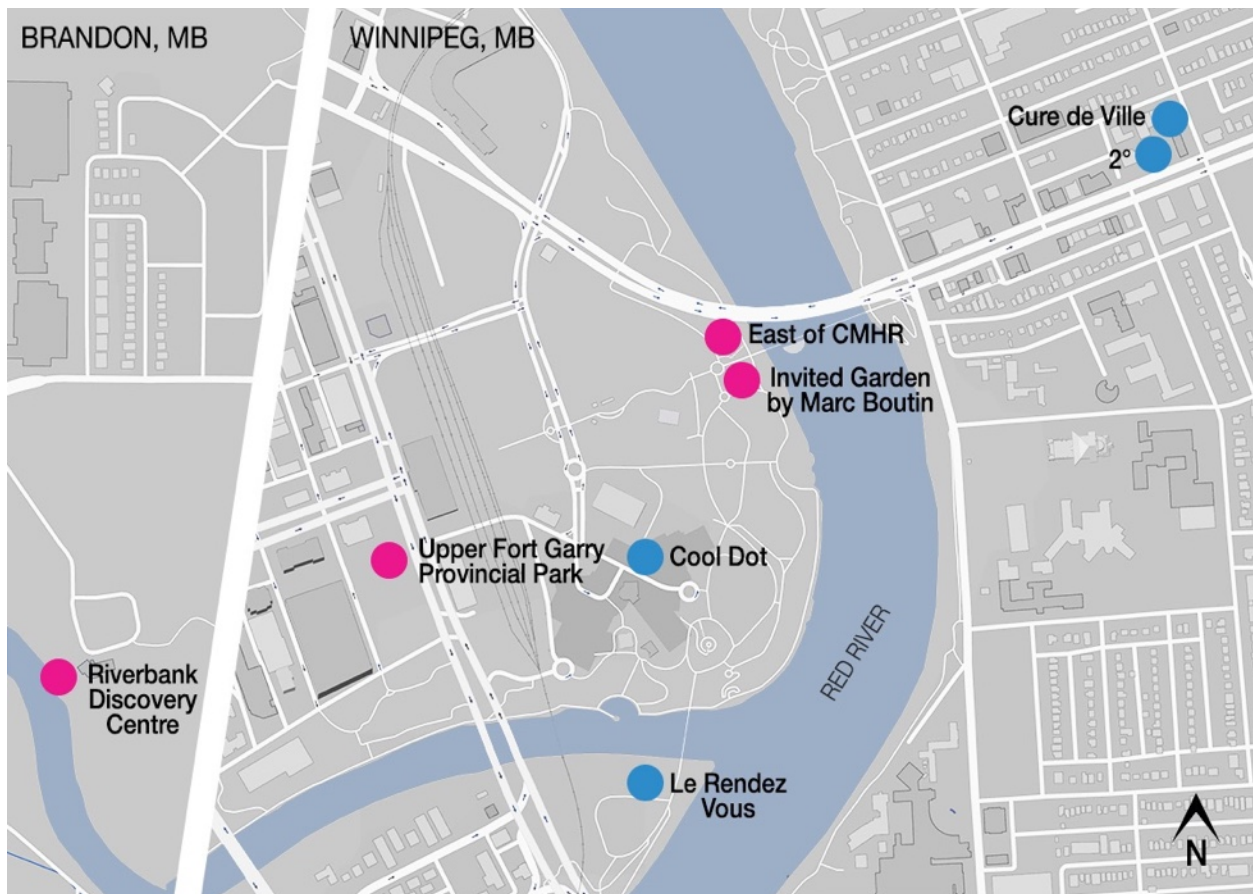 BRANDON, MB
WINNIPEG, MB
Cure de Ville
2°
East of CMHR
Invited Garden
by Marc Boutin
Upper Fort Garry
Provincial Park
Cool Dot
Riverbank
Discovery
Centre
RED RIVER
Le Rendez
Vous
N